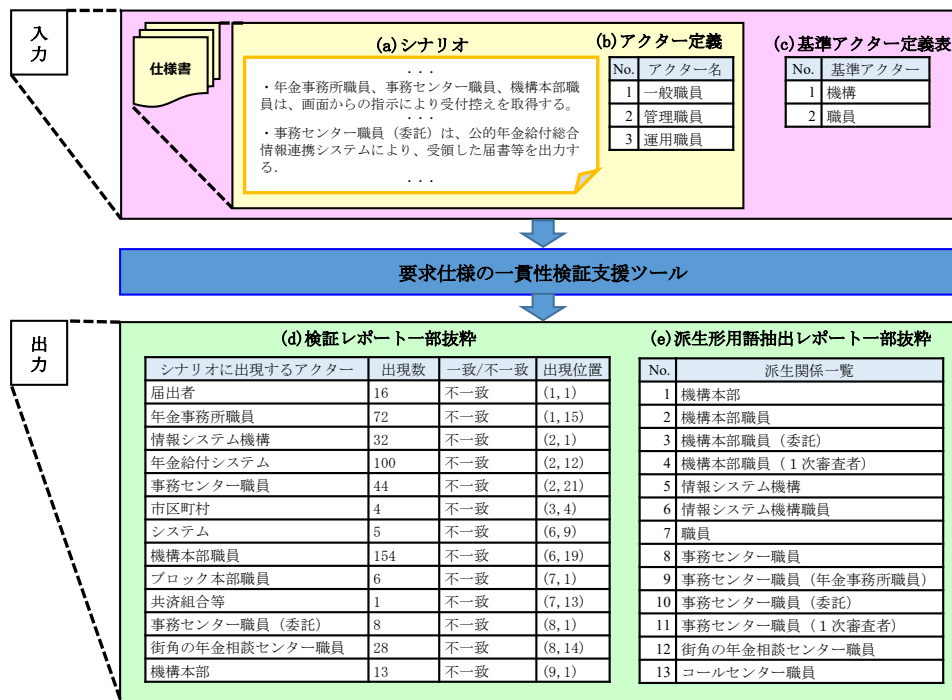 入
力
仕様書
(a)シナリオ
・・・
・年金事務所職員、事務センター職員、機構本部職
員は、画面からの指示により受付控えを取得する。
・・・
・事務センター職員（委託）は、公的年金給付総合
情報連携システムにより、受領した届書等を出力す
る.
・・・
(b)アクター定義
No. アクター名
1 一般職員
2 管理職員
3 運用職員
(c)基準アクター定義表
No. 基準アクター
1 機構
2 職員
要求仕様の一貫性検証支援ツール
出
力
(d)検証レポート一部抜粋
シナリオに出現するアクター 出現数 一致/不一致 出現位置
届出者 16 不一致 (1,1)
年金事務所職員 72 不一致 (1,15)
情報システム機構 32 不一致 (2,1)
年金給付システム 100 不一致 (2,12)
事務センター職員 44 不一致 (2,21)
市区町村 4 不一致 (3,4)
システム 5 不一致 (6,9)
機構本部職員 154 不一致 (6,19)
ブロック本部職員 6 不一致 (7,1)
共済組合等 1 不一致 (7,13)
事務センター職員（委託） 8 不一致 (8,1)
街角の年金相談センター職員 28 不一致 (8,14)
機構本部 13 不一致 (9,1)
(e)派生形用語抽出レポート一部抜粋
No. 派生関係一覧
1 機構本部
2 機構本部職員
3 機構本部職員（委託）
4 機構本部職員（１次審査者）
5 情報システム機構
6 情報システム機構職員
7 職員
8 事務センター職員
9 事務センター職員（年金事務所職員）
10 事務センター職員（委託）
11 事務センター職員（１次審査者）
12 街角の年金相談センター職員
13 コールセンター職員